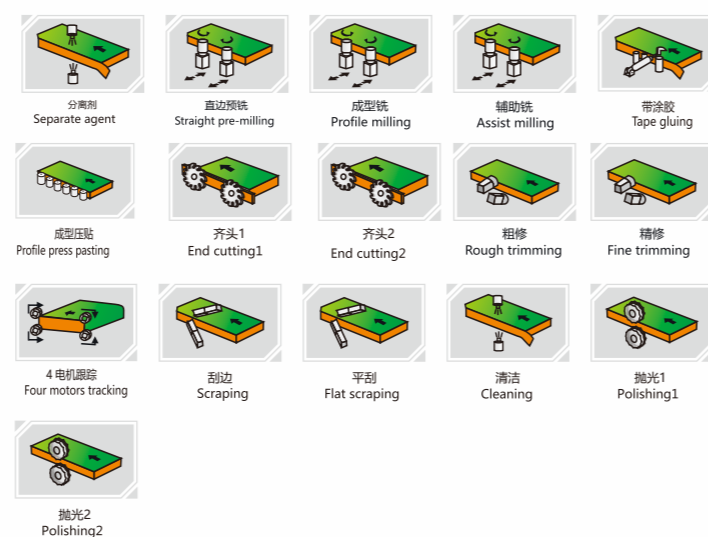 分离剂
Separate agent
直边预铣
Straight pre-milling
成型铣
Profile milling
辅助铣
Assist milling
带涂胶
Tape gluing
成型压贴
Profile press pasting
齐头1
End cutting1
齐头2
End cutting2
粗修
Rough trimming
精修
Fine trimming
4 电机跟踪
Four motors tracking
刮边
Scraping
平刮
Flat scraping
清洁
Cleaning
抛光1
Polishing1
抛光2
Polishing2